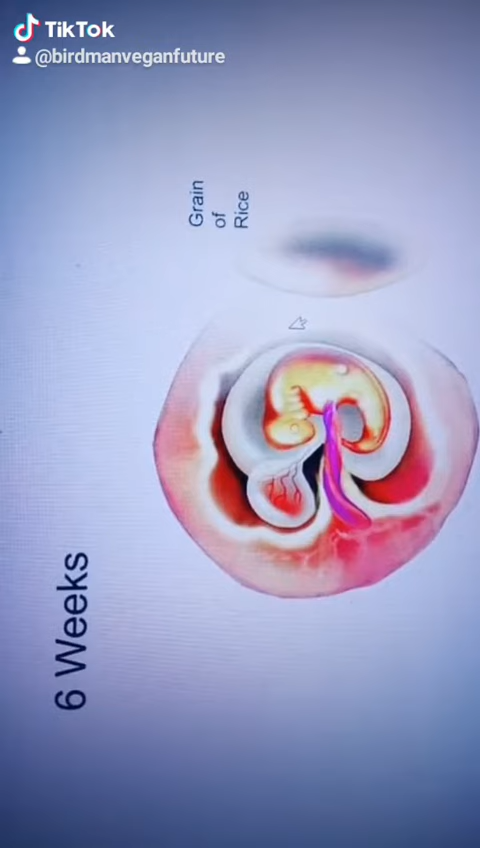 TikTok
@birdmanveganfuture
6 Weeks
Grain
of
Rice